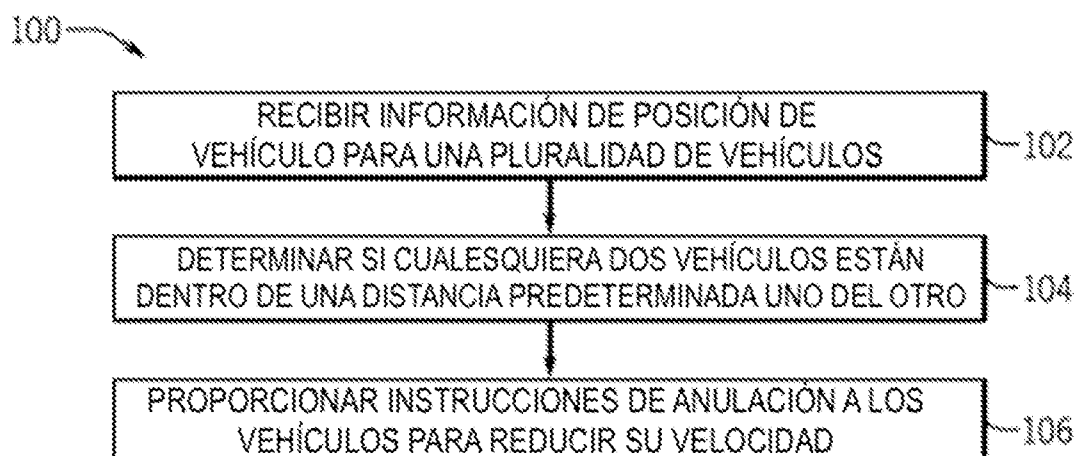 100
RECIBIR INFORMACIÓN DE POSICIÓN DE
VEHÍCULO PARA UNA PLURALIDAD DE VEHÍCULOS
102
DETERMINAR SI CUALESQUIERA DOS VEHÍCULOS ESTÁN
DENTRO DE UNA DISTANCIA PREDETERMINADA UNO DEL OTRO
104
PROPORCIONAR INSTRUCCIONES DE ANULACIÓN A LOS
VEHÍCULOS PARA REDUCIR SU VELOCIDAD
106